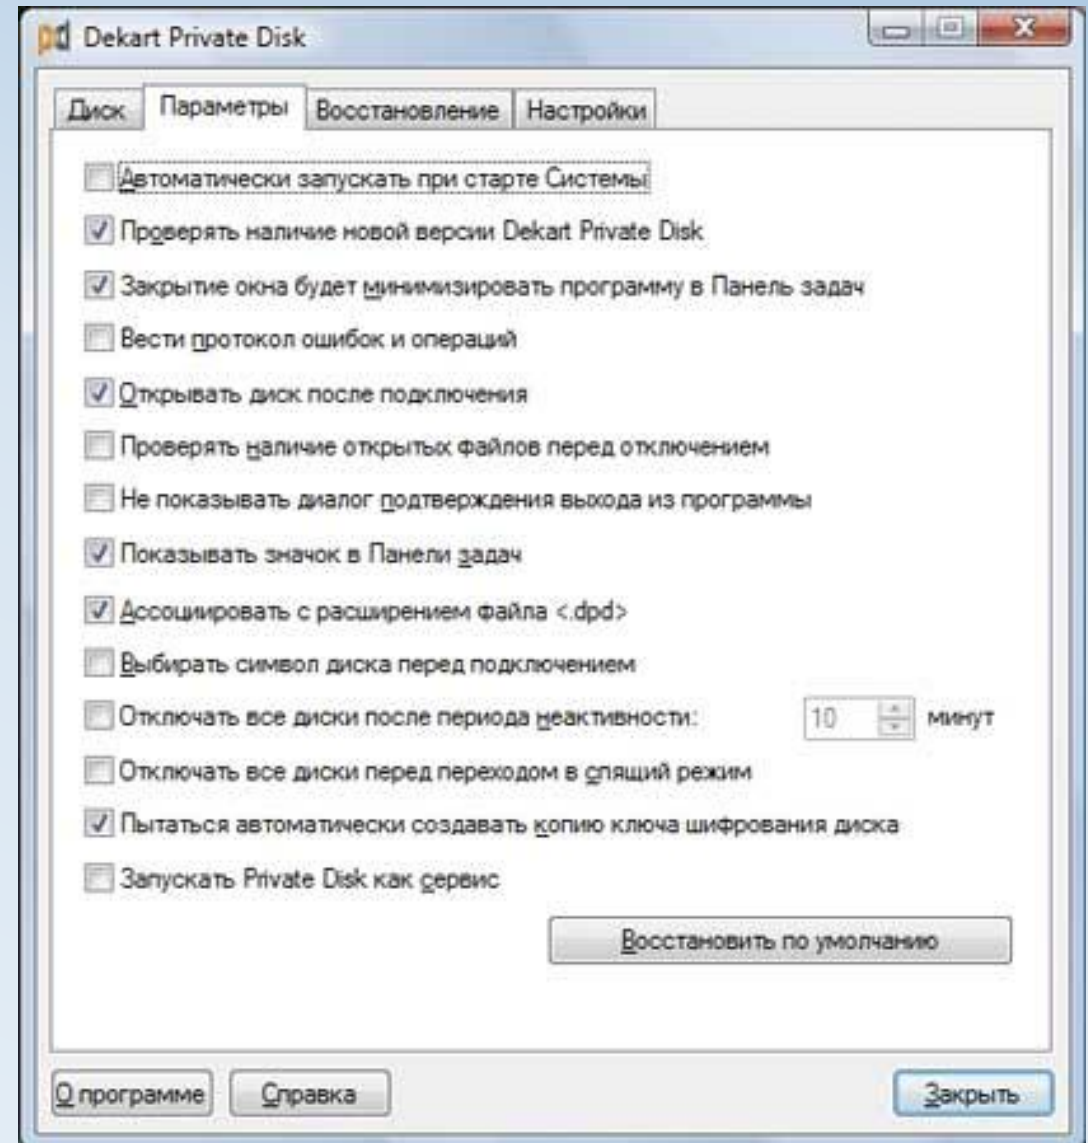 Dekart Private Disk
Диск Параметры Восстановление Настройки
Автоматически запускать при старте Системы
Проверять наличие новой версии Dekart Private Disk
Закрытие окна будет минимизировать программу в Панель задач
Вести протокол ошибок и операций
Открывать диск после подключения
Проверять наличие открытых файлов перед отключением
Не показывать диалог подтверждения выхода из программы
Показывать значок в Панели задач
Ассоциировать с расширением файла <.dpd>
Выбирать символ диска перед подключением
Отключать все диски после периода неактивности: 10 минут
Отключать все диски перед переходом в спящий режим
Пытаться автоматически создавать копию ключа шифрования диска
Запускать Private Disk как сервис
Восстановить по умолчанию
О программе Справка Закрыть